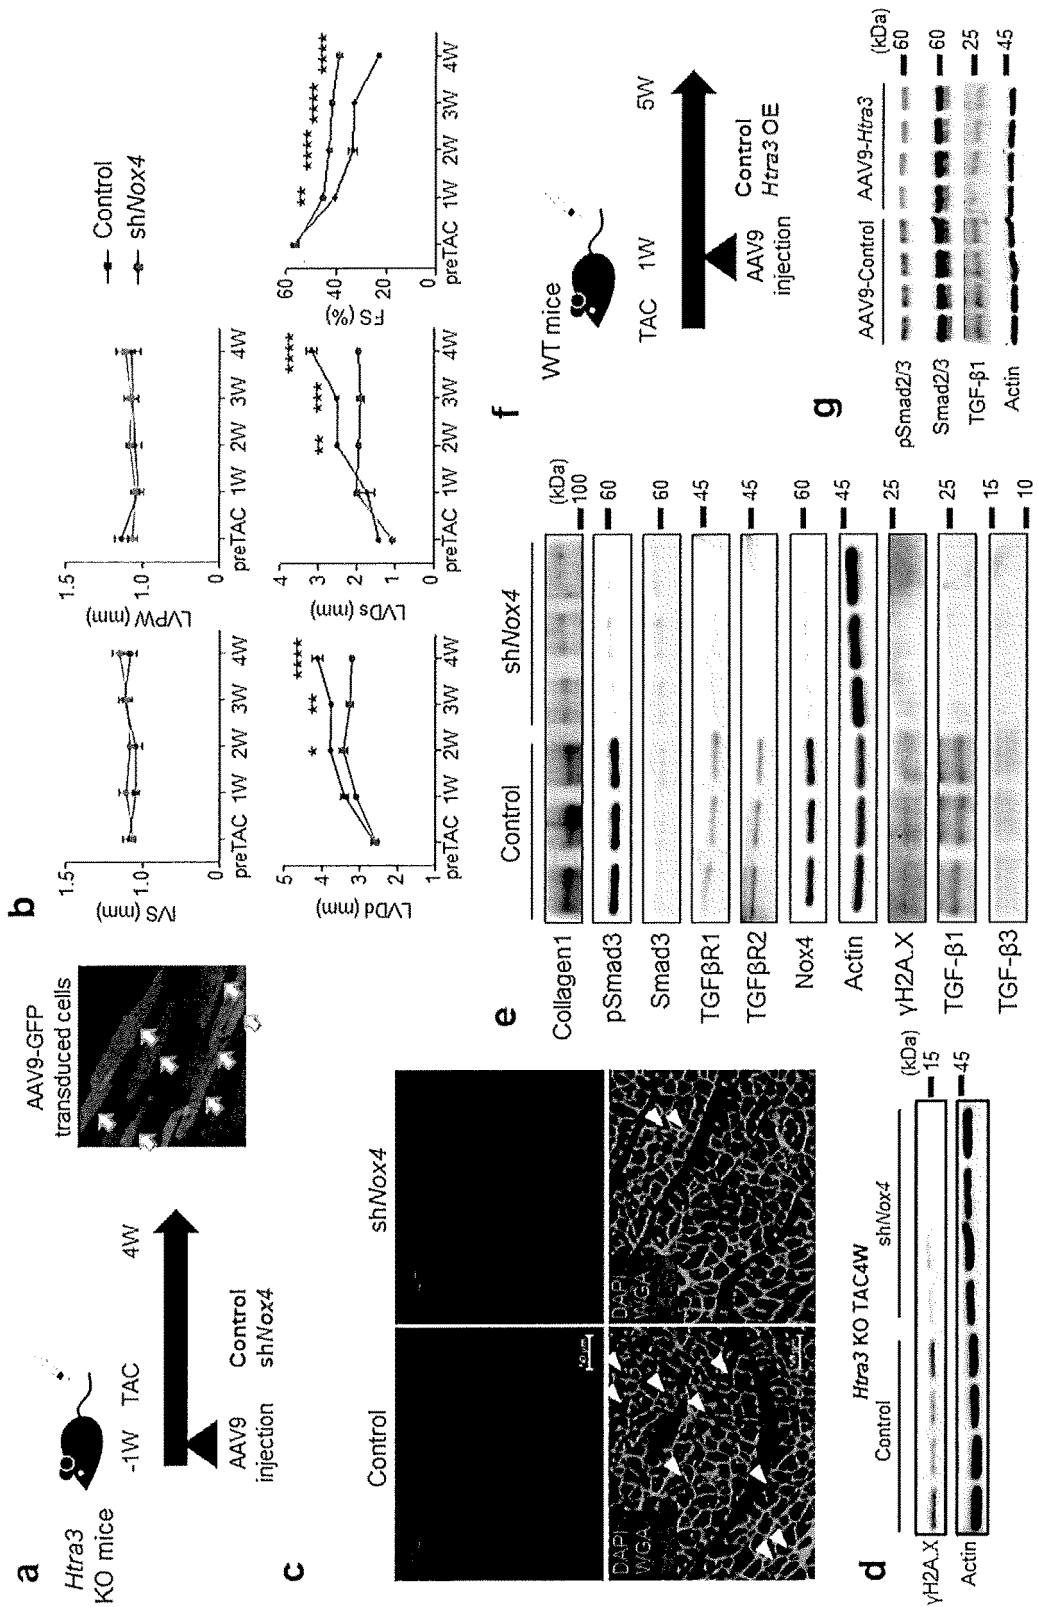 a
Htra3
KO mice
-1W TAC 4W
AAV9
injection
Control
shNox4
AAV9-GFP
transduced cells
b
Control
shNox4
IVS (mm)
1.5
1.0
0
preTAC 1W 2W 3W 4W
LVPW (mm)
1.5
1.0
0
preTAC 1W 2W 3W 4W
LVDd (mm)
5
4
3
2
1
* ** ****
preTAC 1W 2W 3W 4W
LVDs (mm)
4
3
2
1
0
** *** ****
preTAC 1W 2W 3W 4W
FS (%)
60
40
20
0
** **** **** ****
preTAC 1W 2W 3W 4W
c
Control shNox4
DAPI
WGA
DAPI
WGA
d
Htra3 KO TAC4W
Control shNox4
(kDa)
γH2A.X 15
Actin 45
e
Control shNox4
(kDa)
Collagen1 100
pSmad3 60
Smad3 60
TGFβR1 45
TGFβR2 45
Nox4 60
Actin 45
γH2A.X 25
TGF-β1 25
TGF-β3 15
10
f
WT mice
TAC 1W 5W
AAV9
injection
Control
Htra3 OE
g
AAV9-Control AAV9-Htra3
(kDa)
pSmad2/3 60
Smad2/3 60
TGF-β1 25
Actin 45